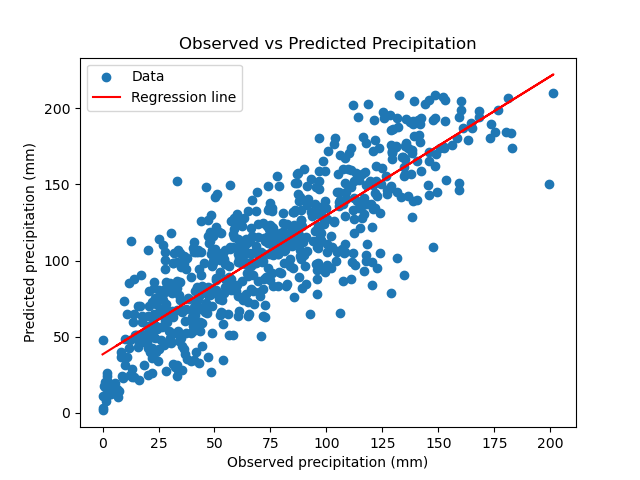 Observed vs Predicted Precipitation
Data
Regression line
Predicted precipitation (mm)
200
150
100
50
0
0 25 50 75 100 125 150 175 200
Observed precipitation (mm)